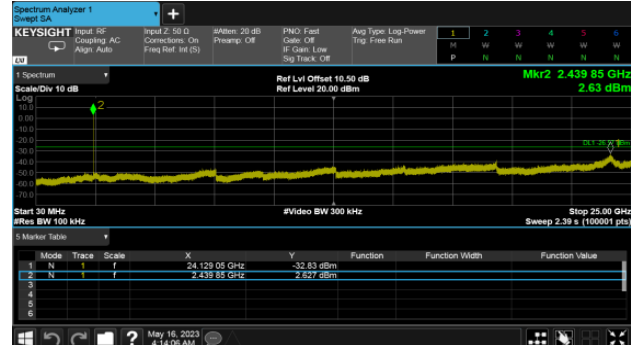 Spectrum Analyzer 1
Swept SA
+
KEYSIGHT
Input: RF
Coupling: AC
Align: Auto
Input Z: 50 Ω
Corrections: On
Freq Ref: Int (S)
#Atten: 20 dB
Preamp: Off
PNO: Fast
Gate: Off
IF Gain: Low
Sig Track: Off
Avg Type: Log-Power
Trig: Free Run
1 2 3 4 5 6
M W W W W W
P N N N N N
LXI
1 Spectrum
Scale/Div 10 dB
Ref Lvl Offset 10.50 dB
Ref Level 20.00 dBm
Mkr2 2.439 85 GHz
2.63 dBm
Log
10.0
0.00
-10.0
-20.0
-30.0
-40.0
-50.0
-60.0
-70.0
2
Start 30 MHz
#Res BW 100 kHz
#Video BW 300 kHz
Stop 25.00 GHz
Sweep 2.39 s (100001 pts)
5 Marker Table
Mode Trace Scale X Y Function Function Width Function Value
1 N 1 f 24.129 05 GHz -32.83 dBm
2 N 1 f 2.439 85 GHz 2.627 dBm
3
4
5
6
?
May 16, 2023
4:14:06 AM